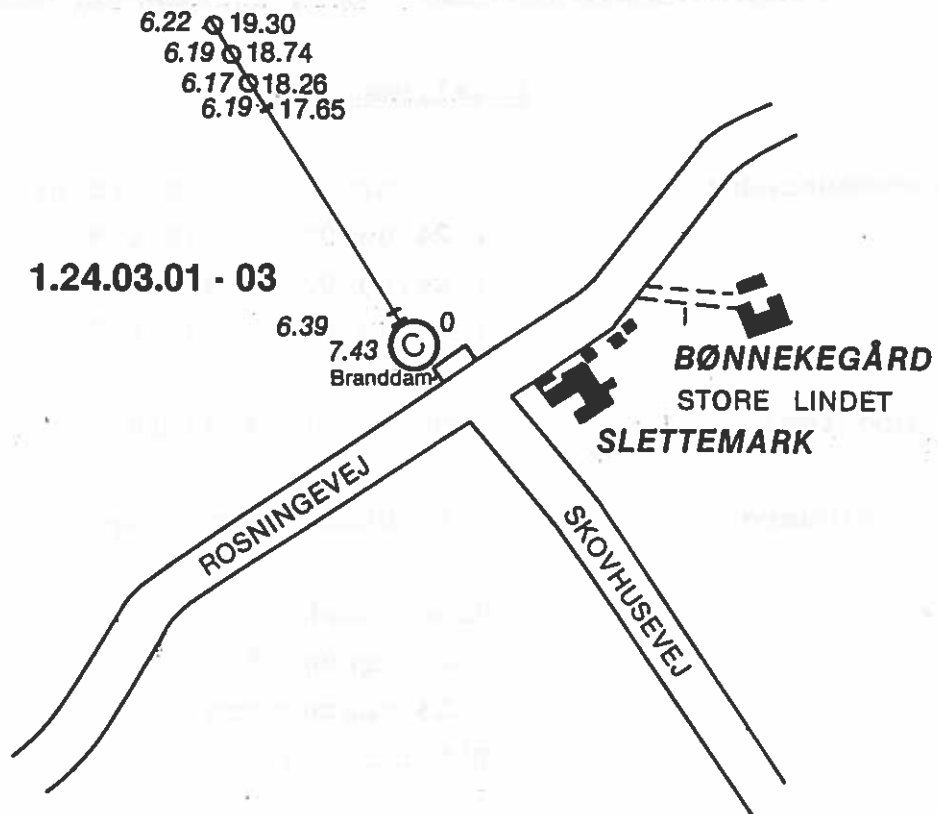 6.22 19.30
6.19 18.74
6.17 18.26
6.19 17.65
1.24.03.01 - 03
6.39
0
7.43
Branddam
BØNNEKEGÅRD
STORE LINDET
SLETTEMARK
ROSNINGEVEJ
SKOVHUSEVEJ